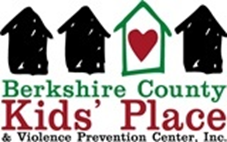 Berkshire County
Kids' Place
& Violence Prevention Center, Inc.